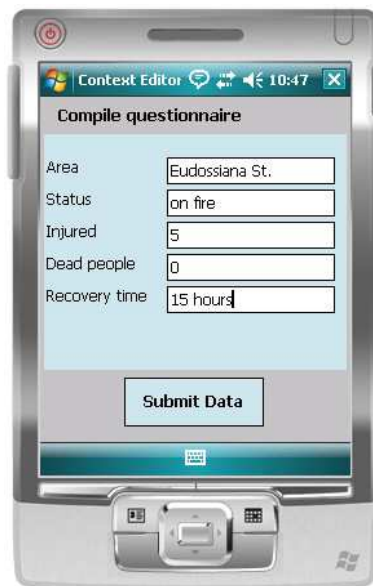 Context Editor 10:47
Compile questionnaire
Area Eudossiana St.
Status on fire
Injured 5
Dead people 0
Recovery time 15 hours
Submit Data